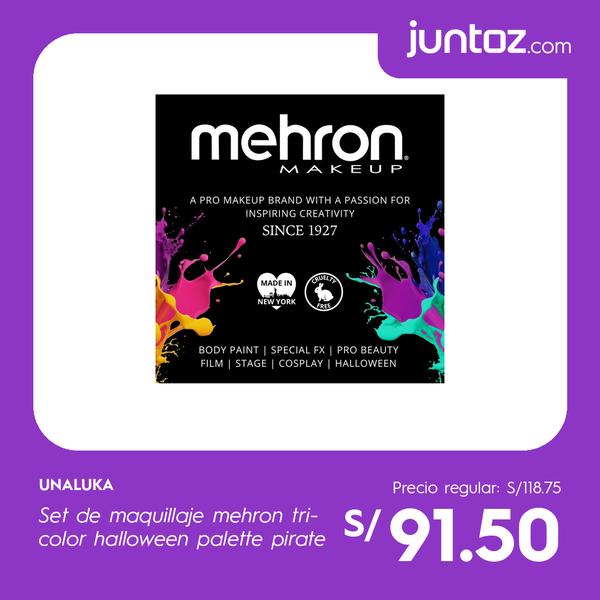 juntoz.com
mehron®
MAKEUP
A PRO MAKEUP BRAND WITH A PASSION FOR
INSPIRING CREATIVITY
SINCE 1927
MADE IN
NEW YORK
CRUELTY
FREE
BODY PAINT | SPECIAL FX | PRO BEAUTY
FILM | STAGE | COSPLAY | HALLOWEEN
UNALUKA
Set de maquillaje mehron tri-
color halloween palette pirate
Precio regular: S/118.75
S/91.50